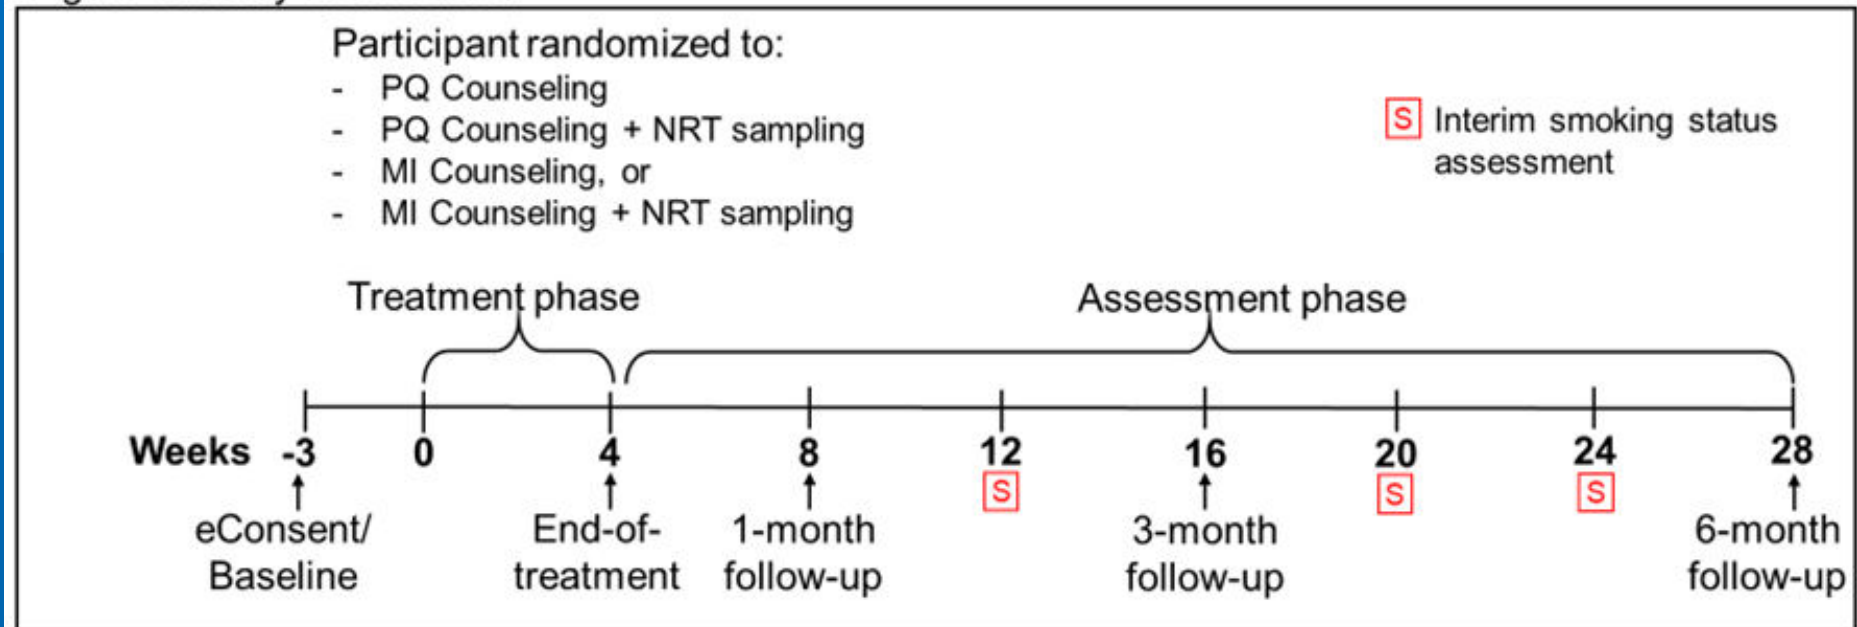 Participant randomized to:
- PQ Counseling
- PQ Counseling + NRT sampling
- MI Counseling, or
- MI Counseling + NRT sampling
S Interim smoking status
assessment
Treatment phase
Assessment phase
Weeks -3 0 4 8 12 16 20 24 28
S S S
eConsent/
Baseline
End-of-
treatment
1-month
follow-up
3-month
follow-up
6-month
follow-up